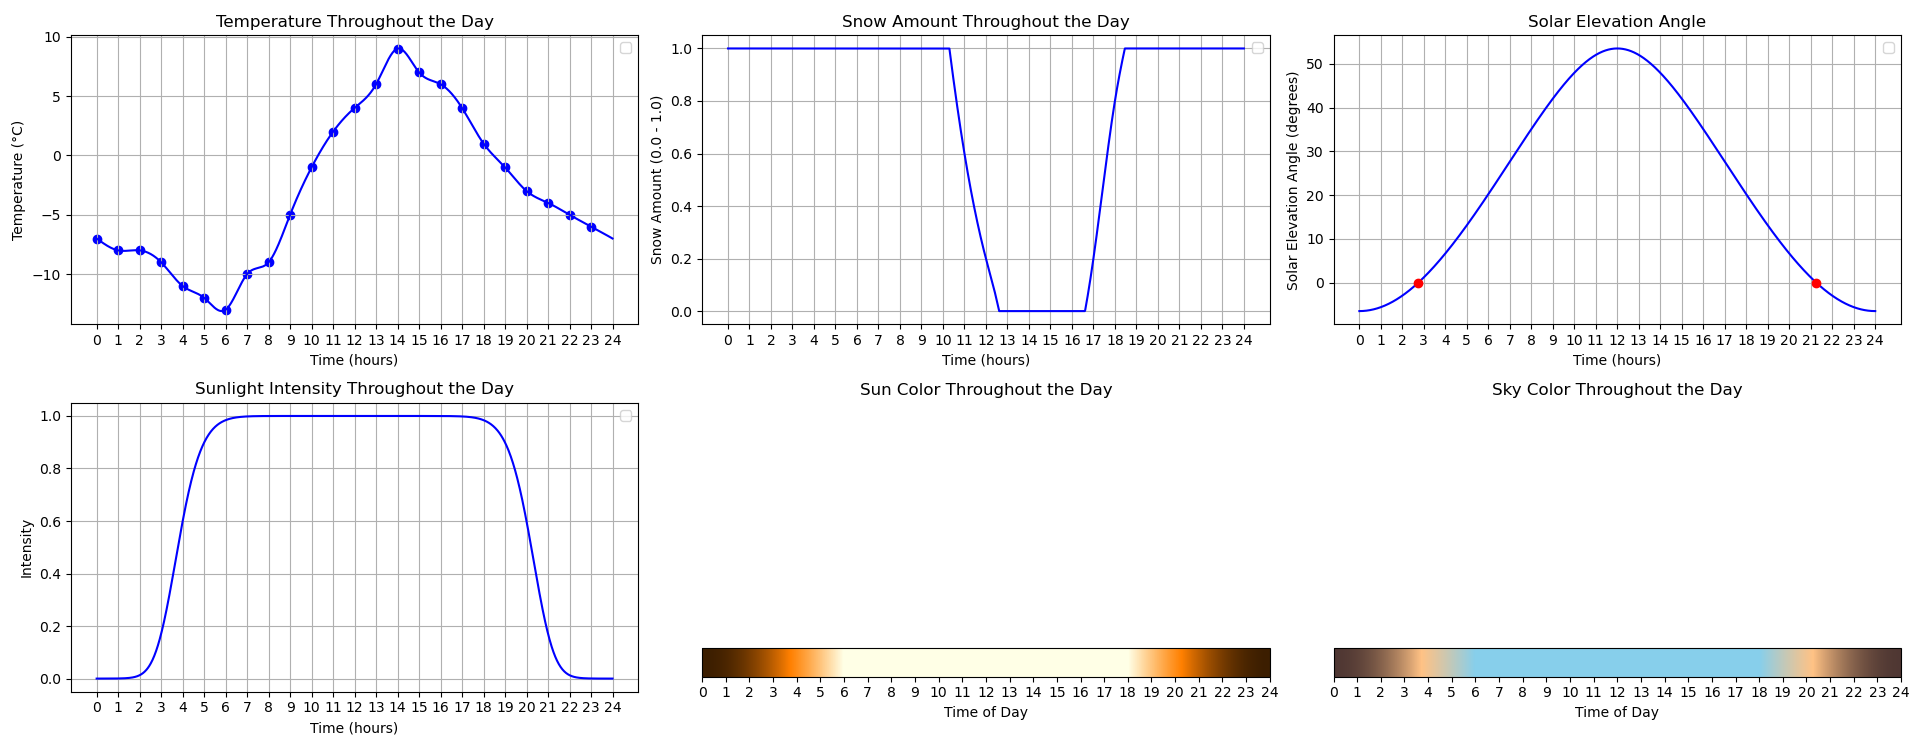 Temperature Throughout the Day
10
5
0
−5
−10
Temperature (°C)
0 1 2 3 4 5 6 7 8 9 10 11 12 13 14 15 16 17 18 19 20 21 22 23 24
Time (hours)
Snow Amount Throughout the Day
1.0
0.8
0.6
0.4
0.2
0.0
Snow Amount (0.0 - 1.0)
0 1 2 3 4 5 6 7 8 9 10 11 12 13 14 15 16 17 18 19 20 21 22 23 24
Time (hours)
Solar Elevation Angle
50
40
30
20
10
0
Solar Elevation Angle (degrees)
0 1 2 3 4 5 6 7 8 9 10 11 12 13 14 15 16 17 18 19 20 21 22 23 24
Time (hours)
Sunlight Intensity Throughout the Day
1.0
0.8
0.6
0.4
0.2
0.0
Intensity
0 1 2 3 4 5 6 7 8 9 10 11 12 13 14 15 16 17 18 19 20 21 22 23 24
Time (hours)
Sun Color Throughout the Day
0 1 2 3 4 5 6 7 8 9 10 11 12 13 14 15 16 17 18 19 20 21 22 23 24
Time of Day
Sky Color Throughout the Day
0 1 2 3 4 5 6 7 8 9 10 11 12 13 14 15 16 17 18 19 20 21 22 23 24
Time of Day